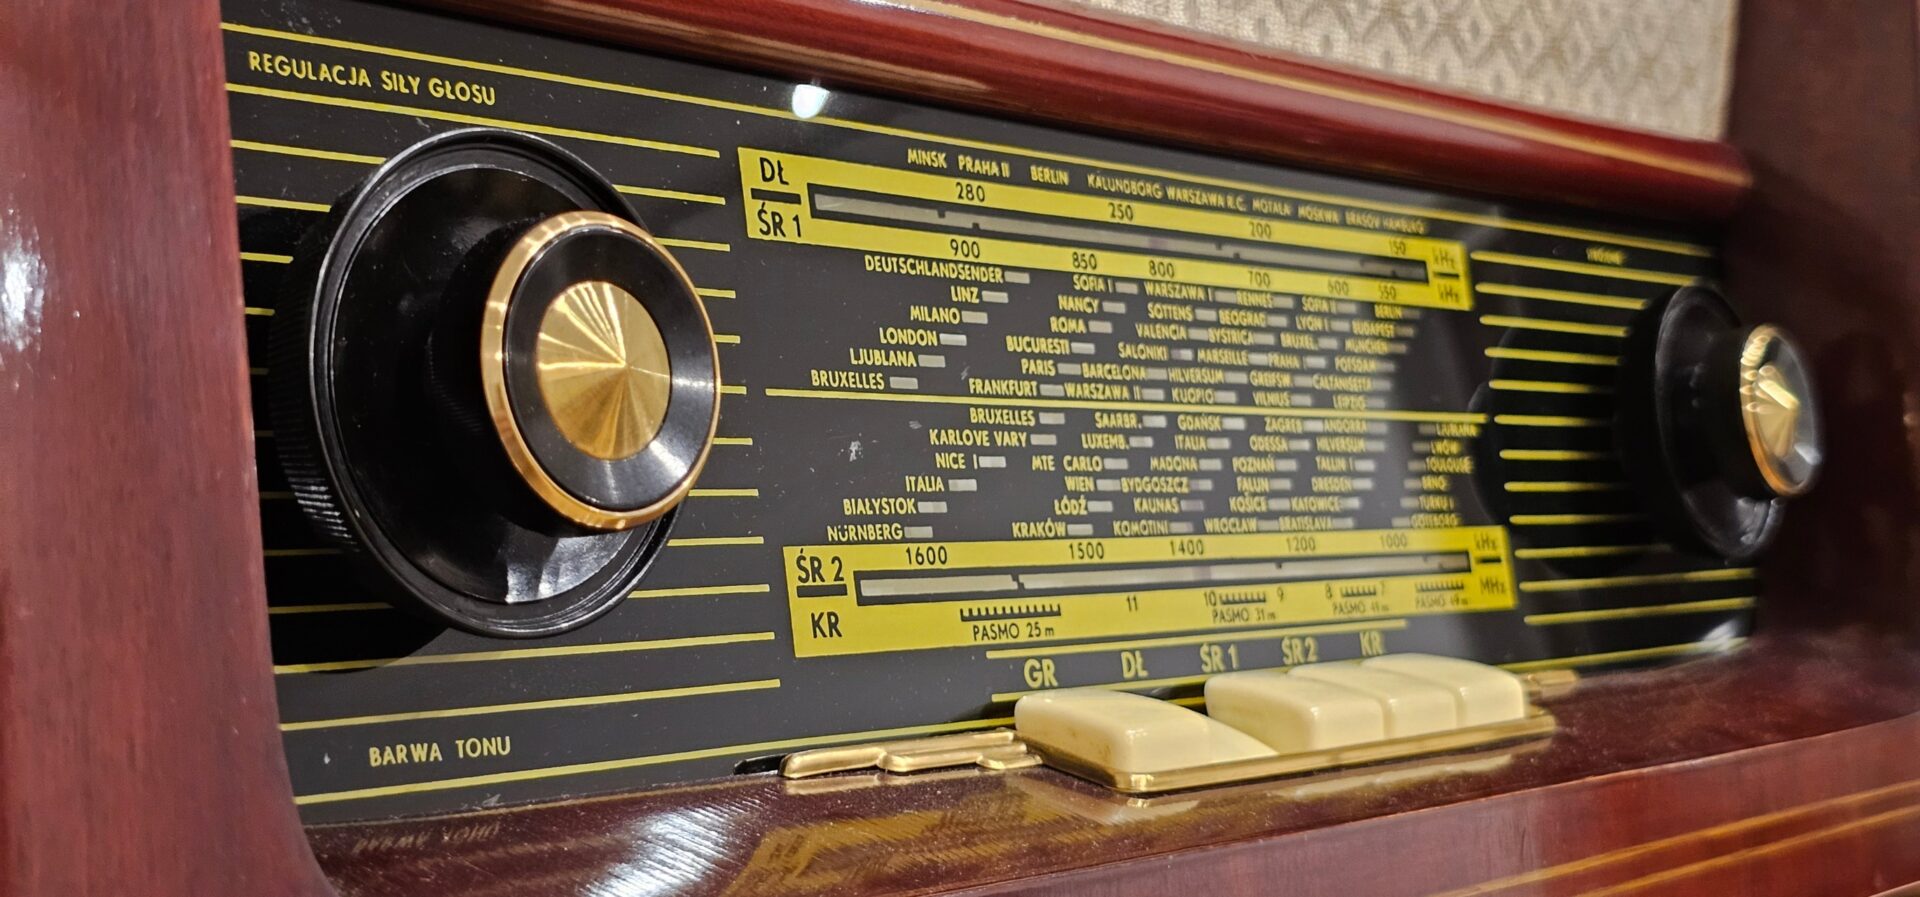 REGULACJA SIŁY GŁOSU
MINSK PRAHA II BERLIN KALUNDBORG WARSZAWA R.C. MOTALA MOSKWA BRASOV HAMBURG
DŁ 280 250 200 150 kHz
ŚR 1 900 850 800 700 600 550 kHz
DEUTSCHLANDSENDER SOFIA I WARSZAWA I RENNES SOFIA II BERLIN
LINZ NANCY SOTTENS BEOGRAD LYON I BUDAPEST
MILANO ROMA VALENCIA BYSTRICA BRUXEL. MÜNCHEN
LONDON BUCURESTI SALONIKI MARSEILLE PRAHA I POTSDAM
LJUBLANA PARIS BARCELONA HILVERSUM GREIFSW. CALTANISETTA
BRUXELLES FRANKFURT WARSZAWA II KUOPIO VILNIUS LEIPZIG
BRUXELLES SAARBR. GDAŃSK ZAGREB ANDORRA LJUBLANA
KARLOVE VARY LUXEMB. ITALIA ODESSA HILVERSUM LWÓW
NICE I MTE CARLO MADONA POZNAŃ TALLIN I TOULOUSE
ITALIA WIEN BYDGOSZCZ FALUN DRESDEN BRNO
BIAŁYSTOK ŁÓDŹ KAUNAS KOŠICE KATOWICE TURKU I
NÜRNBERG KRAKÓW KOMOTINI WROCŁAW BRATISLAVA GÖTEBORG
ŚR 2 1600 1500 1400 1200 1000 kHz
KR 11 10 9 8 7 MHz
PASMO 25 m PASMO 31 m PASMO 41 m PASMO 49 m
GR DŁ ŚR 1 ŚR 2 KR
BARWA TONU